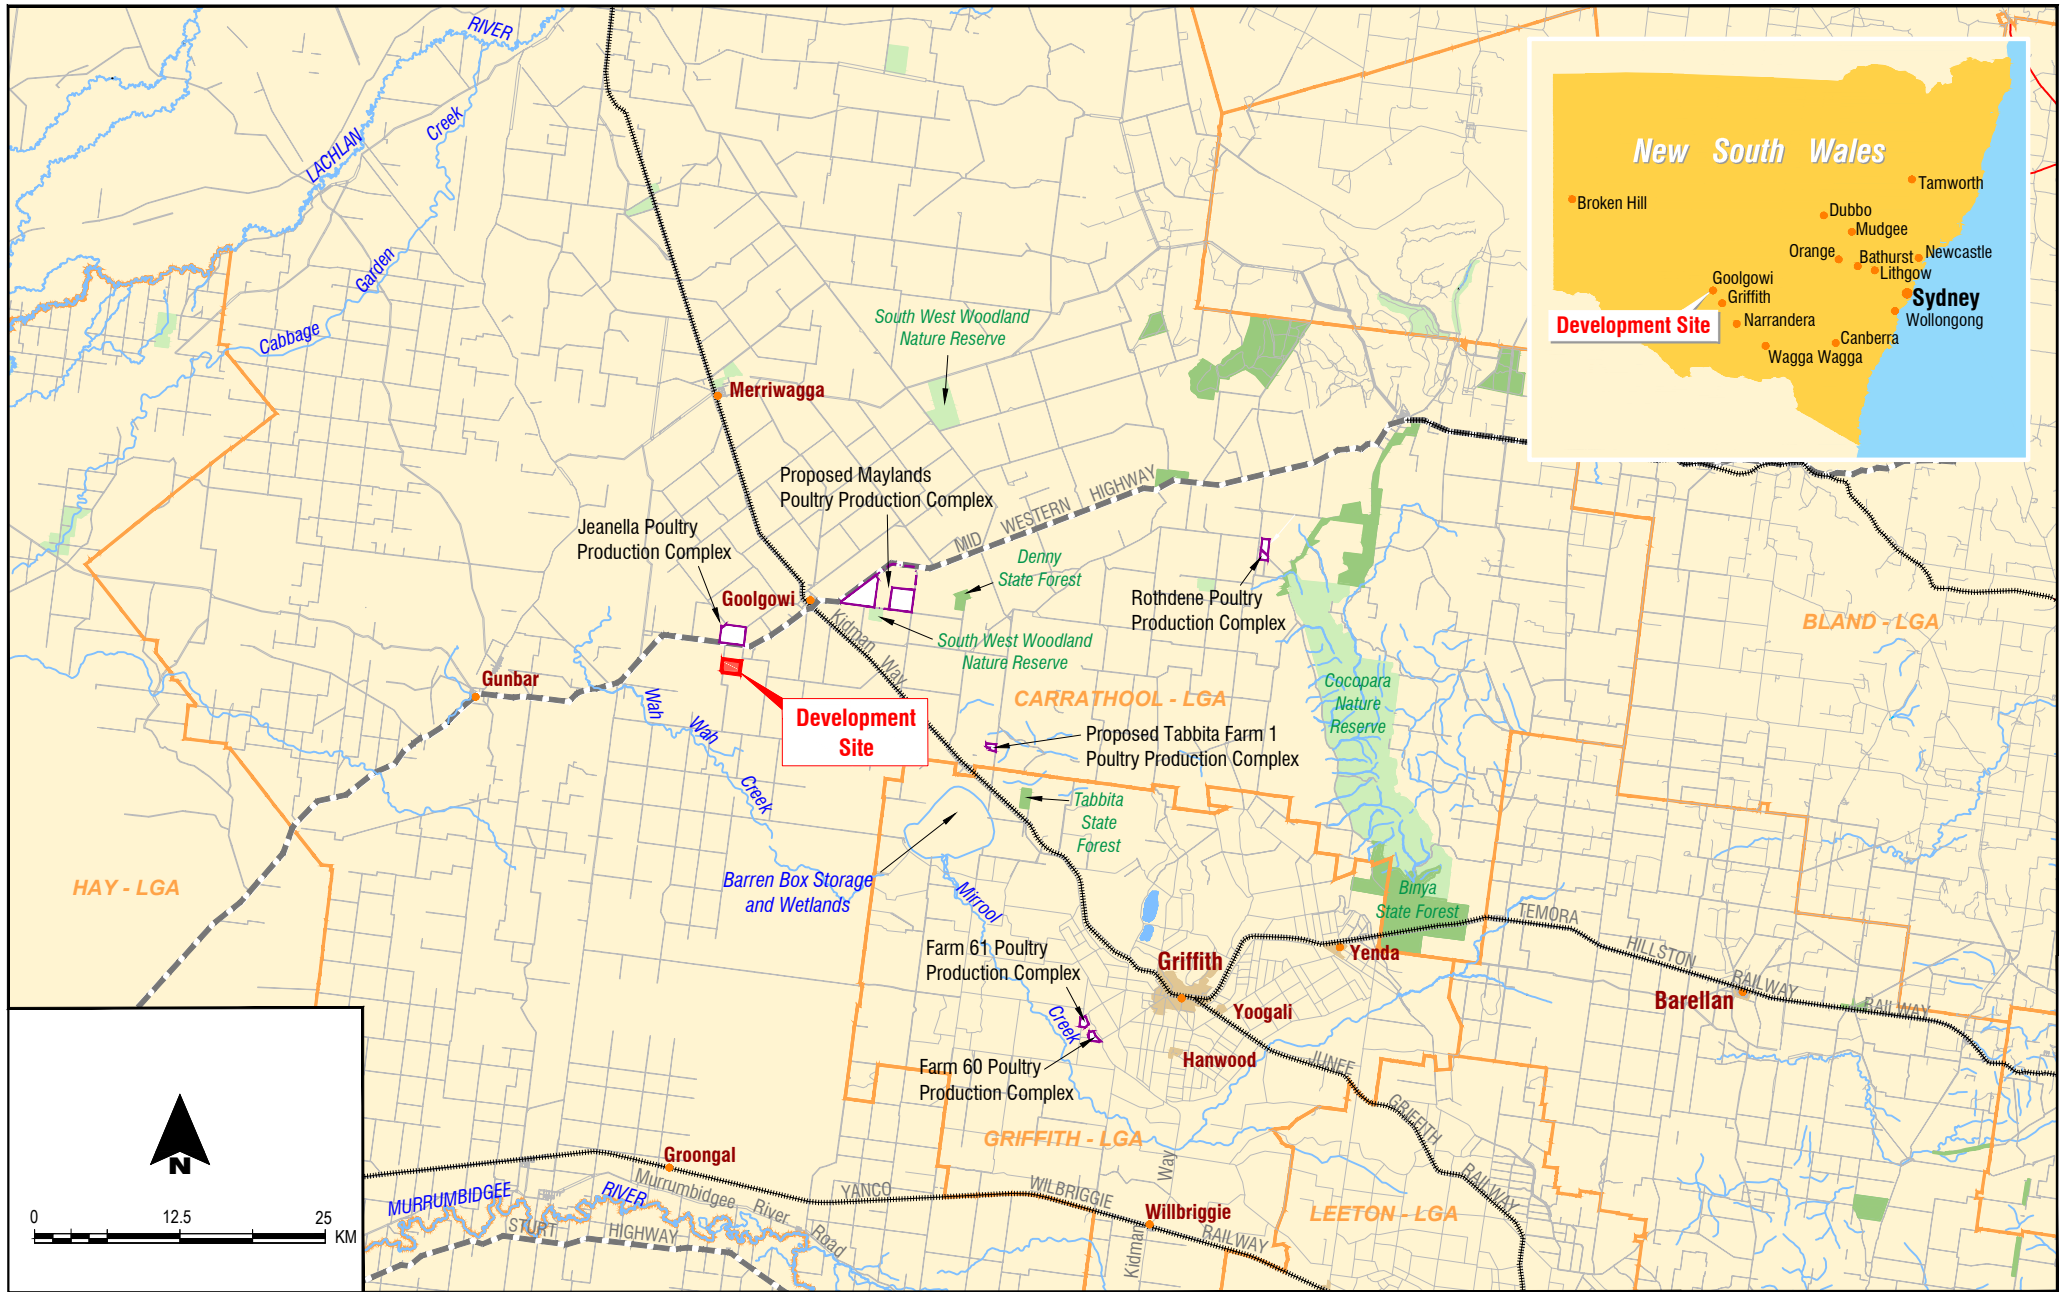 RIVER
LACHLAN
Creek
Garden
Cabbage
New South Wales
Tamworth
Broken Hill
Dubbo
Mudgee
Orange
Bathurst
Newcastle
Lithgow
Goolgowi
Griffith
Sydney
Development Site
Narrandera
Wollongong
Canberra
Wagga Wagga
South West Woodland
Nature Reserve
Merriwagga
Proposed Maylands
Poultry Production Complex
MID WESTERN HIGHWAY
Jeanella Poultry
Production Complex
Denny
State Forest
Goolgowi
Kidman Way
Rothdene Poultry
Production Complex
South West Woodland
Nature Reserve
BLAND - LGA
Gunbar
Wah
Wah
Creek
CARRATHOOL - LGA
Cocopara
Nature
Reserve
Development
Site
Proposed Tabbita Farm 1
Poultry Production Complex
Tabbita
State
Forest
HAY - LGA
Barren Box Storage
and Wetlands
Mirrool
Creek
Binya
State Forest
TEMORA
HILLSTON
RAILWAY
RAILWAY
Farm 61 Poultry
Production Complex
Griffith
Yenda
Barellan
Yoogali
Hanwood
Farm 60 Poultry
Production Complex
JUNEE
GRIFFITH
RAILWAY
GRIFFITH - LGA
N
0 12.5 25
KM
Groongal
MURRUMBIDGEE
RIVER
Murrumbidgee River Road
STURT HIGHWAY
YANCO
WILBRIGGIE
RAILWAY
Willbriggie
Kidman Way
LEETON - LGA